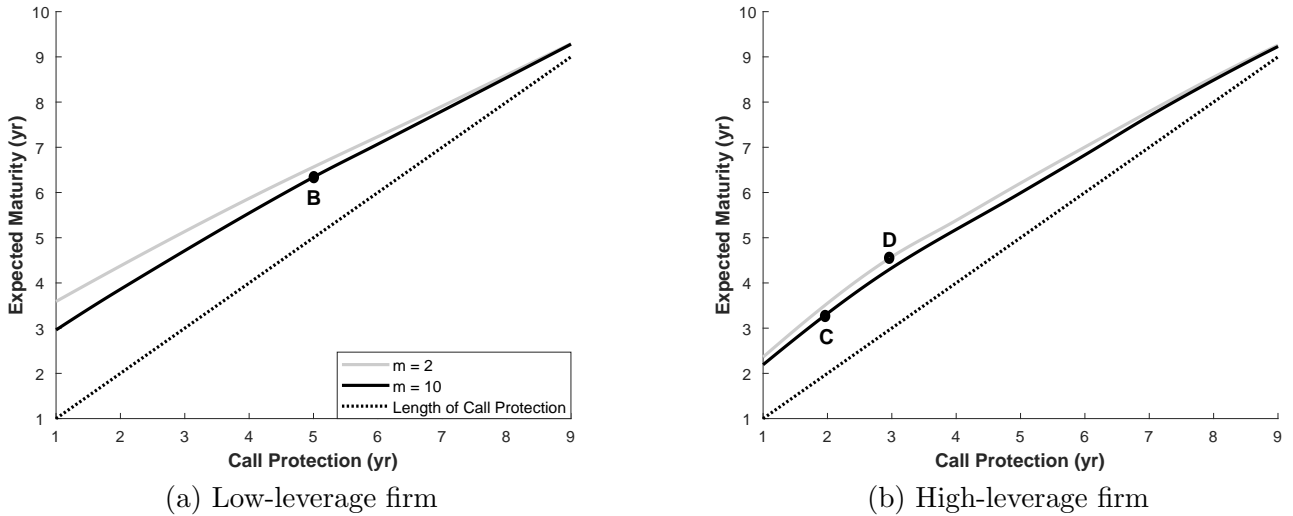 Expected Maturity (yr)
10
9
8
7
6
5
4
3
2
1
B
m = 2
m = 10
Length of Call Protection
1 2 3 4 5 6 7 8 9
Call Protection (yr)
(a) Low-leverage firm
Expected Maturity (yr)
10
9
8
7
6
5
4
3
2
1
D
C
1 2 3 4 5 6 7 8 9
Call Protection (yr)
(b) High-leverage firm